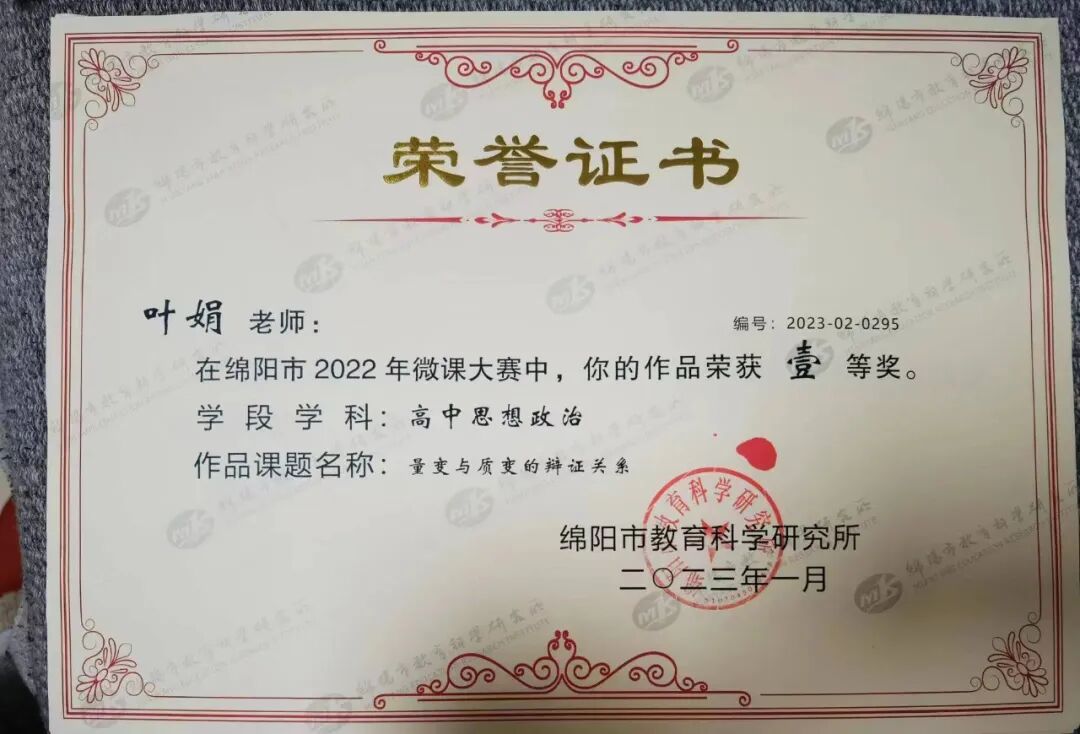 荣誉证书
叶娟 老师：
编号：2023-02-0295
在绵阳市 2022 年微课大赛中，你的作品荣获 壹 等奖。
学段学科：高中思想政治
作品课题名称：量变与质变的辩证关系
绵阳市教育科学研究所
二〇二三年一月